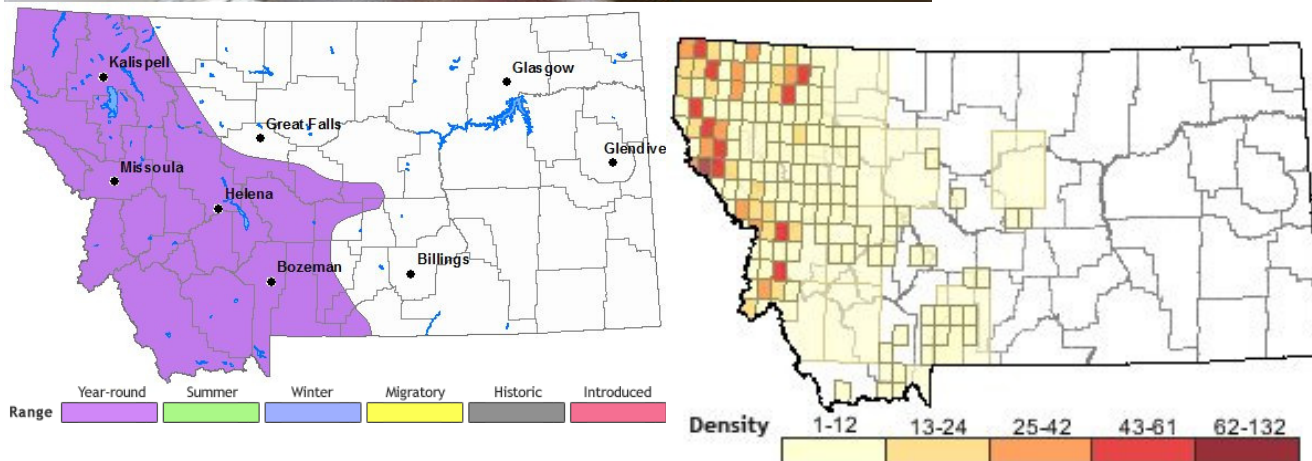 Kalispell
Glasgow
Great Falls
Glendive
Missoula
Helena
Bozeman
Billings
Year-round Summer Winter Migratory Historic Introduced
Range
Density 1-12 13-24 25-42 43-61 62-132